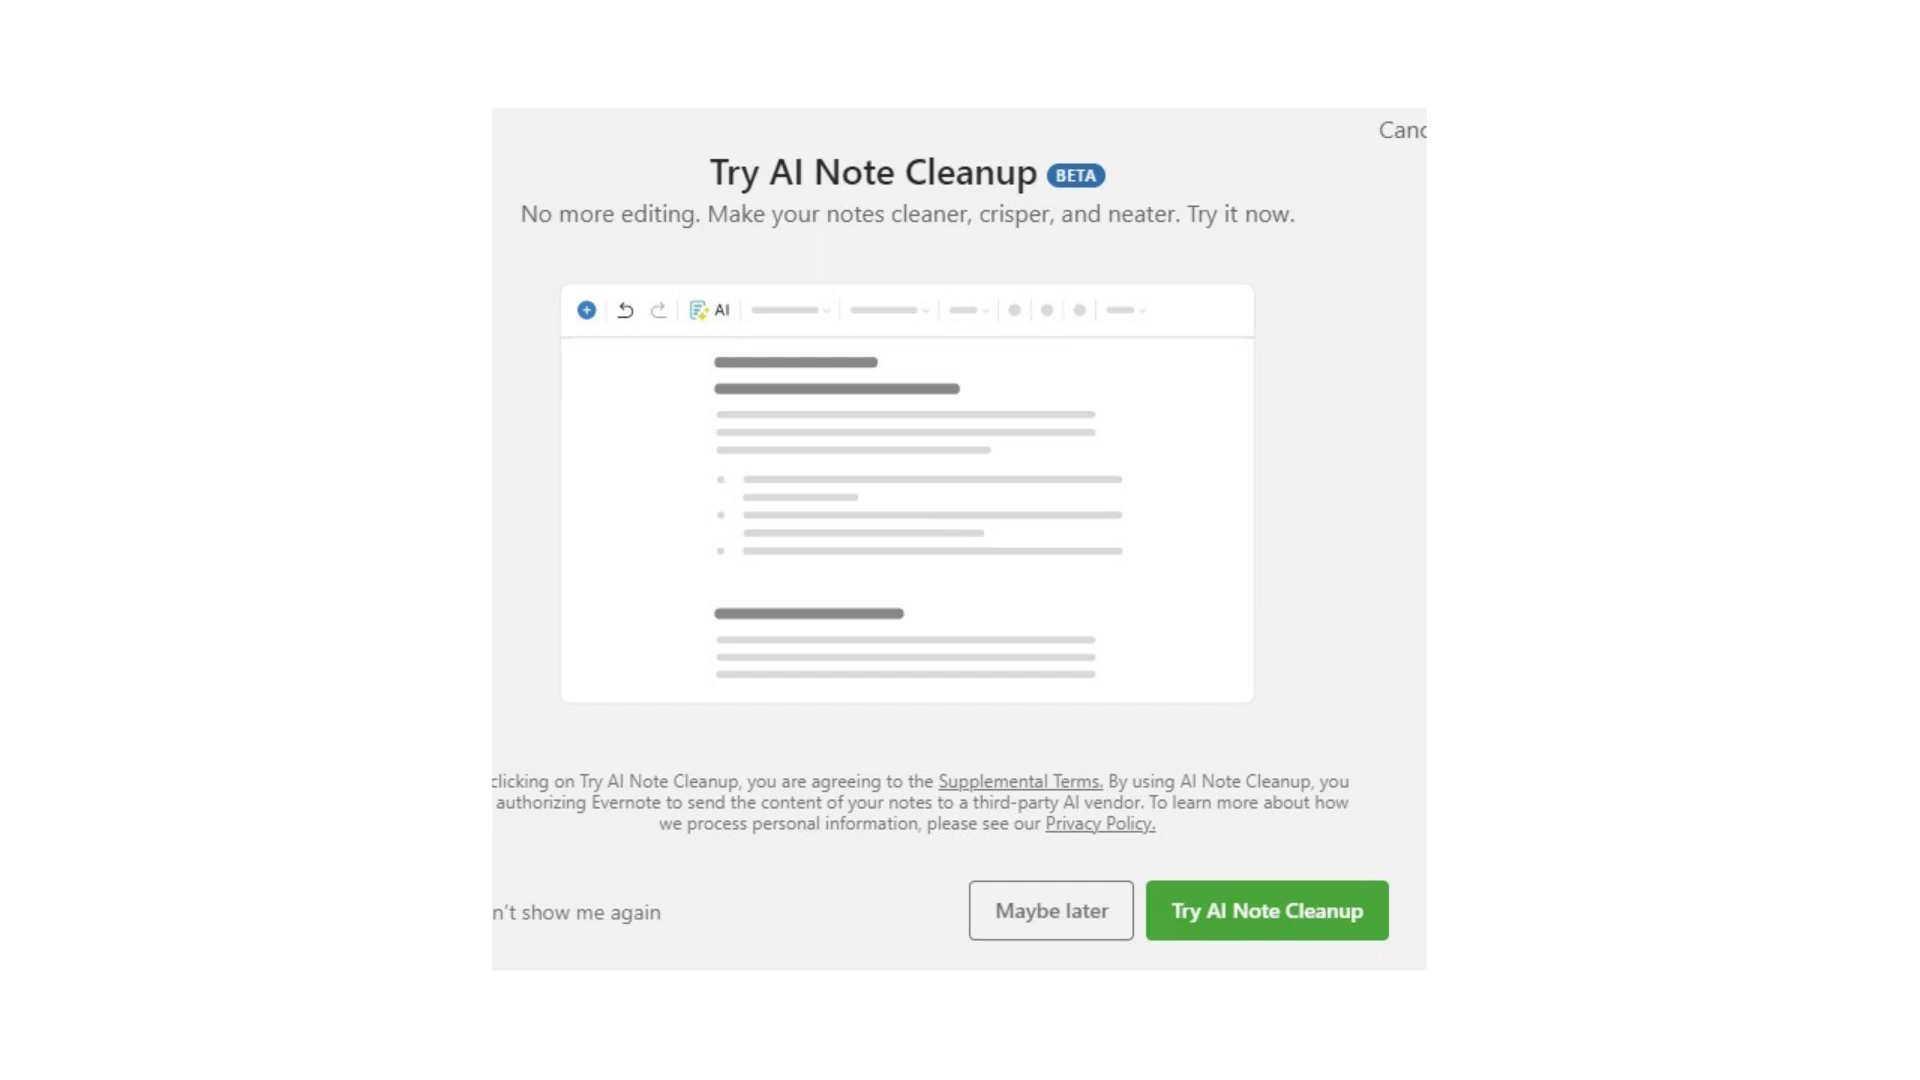 Canc
Try AI Note Cleanup BETA
No more editing. Make your notes cleaner, crisper, and neater. Try it now.
AI
clicking on Try AI Note Cleanup, you are agreeing to the Supplemental Terms. By using AI Note Cleanup, you
authorizing Evernote to send the content of your notes to a third-party AI vendor. To learn more about how
we process personal information, please see our Privacy Policy.
n't show me again
Maybe later
Try AI Note Cleanup